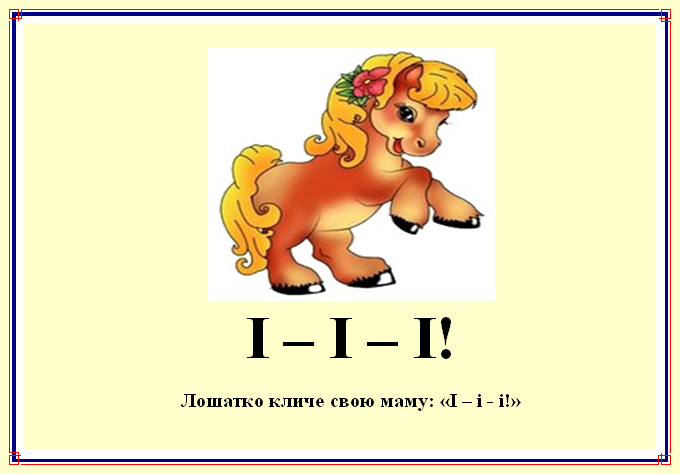 І – І – І!
Лошатко кличе свою маму: «І – і - і!»